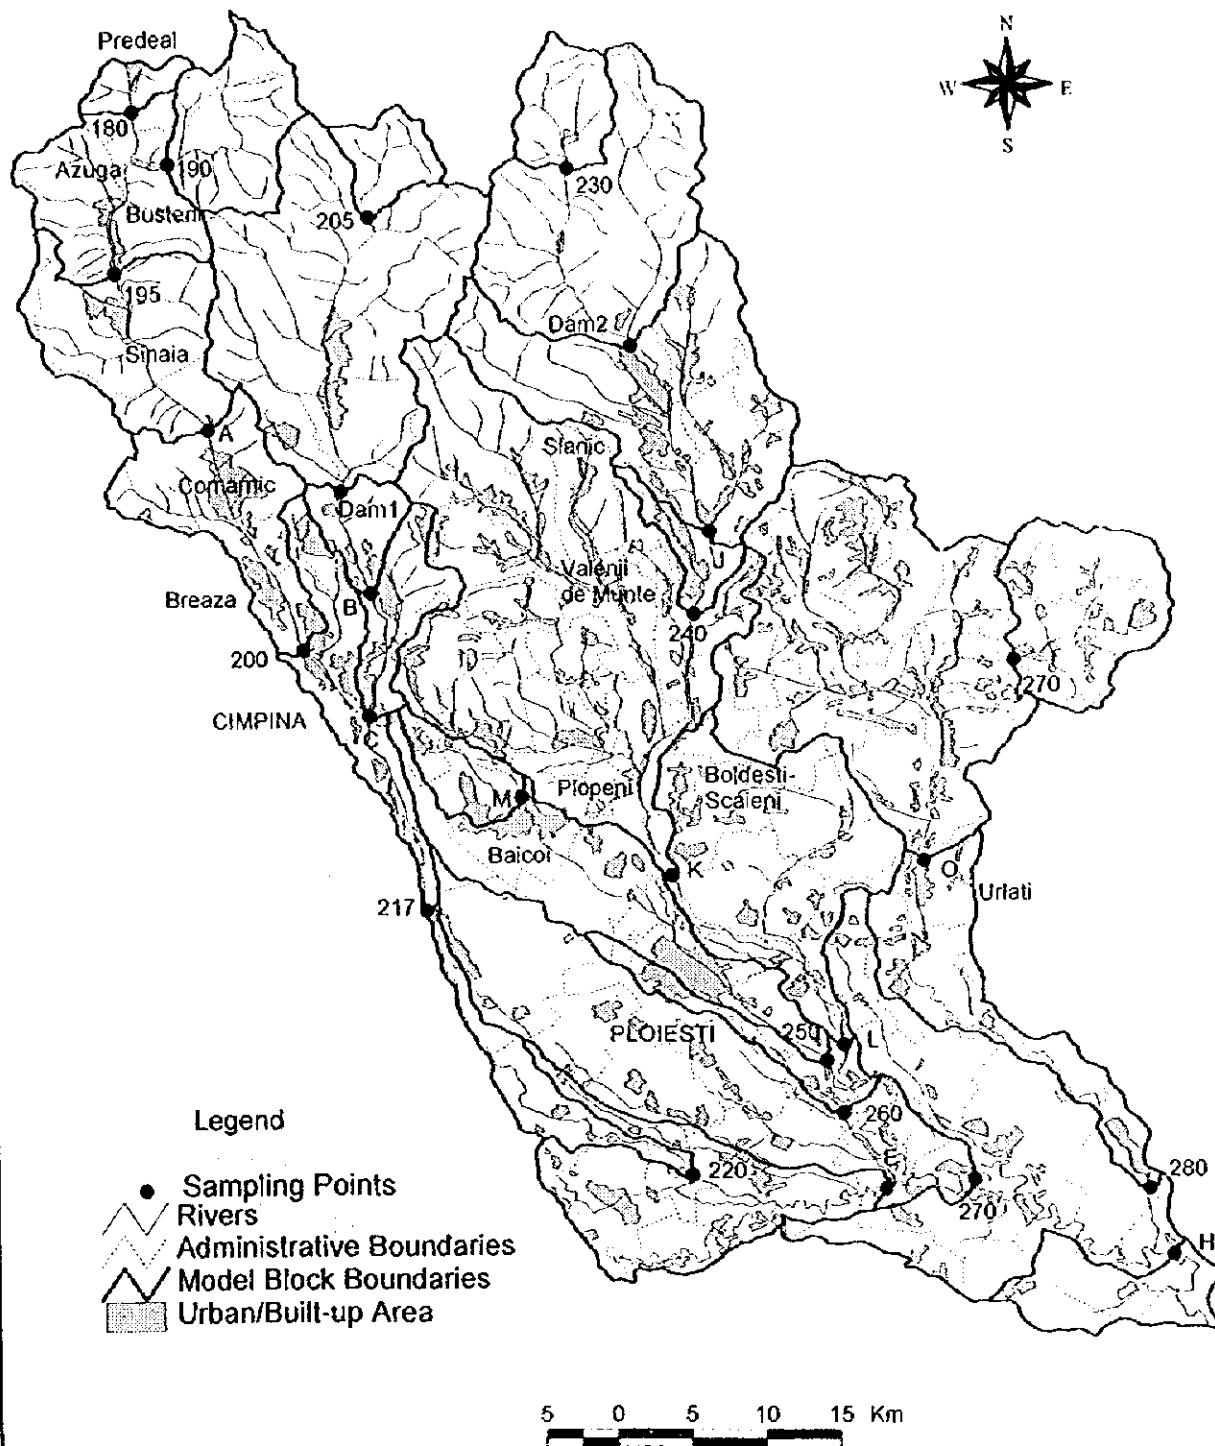 N
Predeal
W E
180
S
Azuga
190
230
Busteni
205
195
Dam2
Sinaia
A
Slanic
Comarnic
Dam1
J
Valenii
de Munte
Breaza
B
240
200
270
CIMPINA
C
Boldesti-
Scaieni
Plopeni
M
Baicoi
K
O
Urlati
217
PLOIESTI
250
L
260
Legend
E
220
280
Sampling Points
270
Rivers
H
Administrative Boundaries
Model Block Boundaries
Urban/Built-up Area
5 0 5 10 15 Km